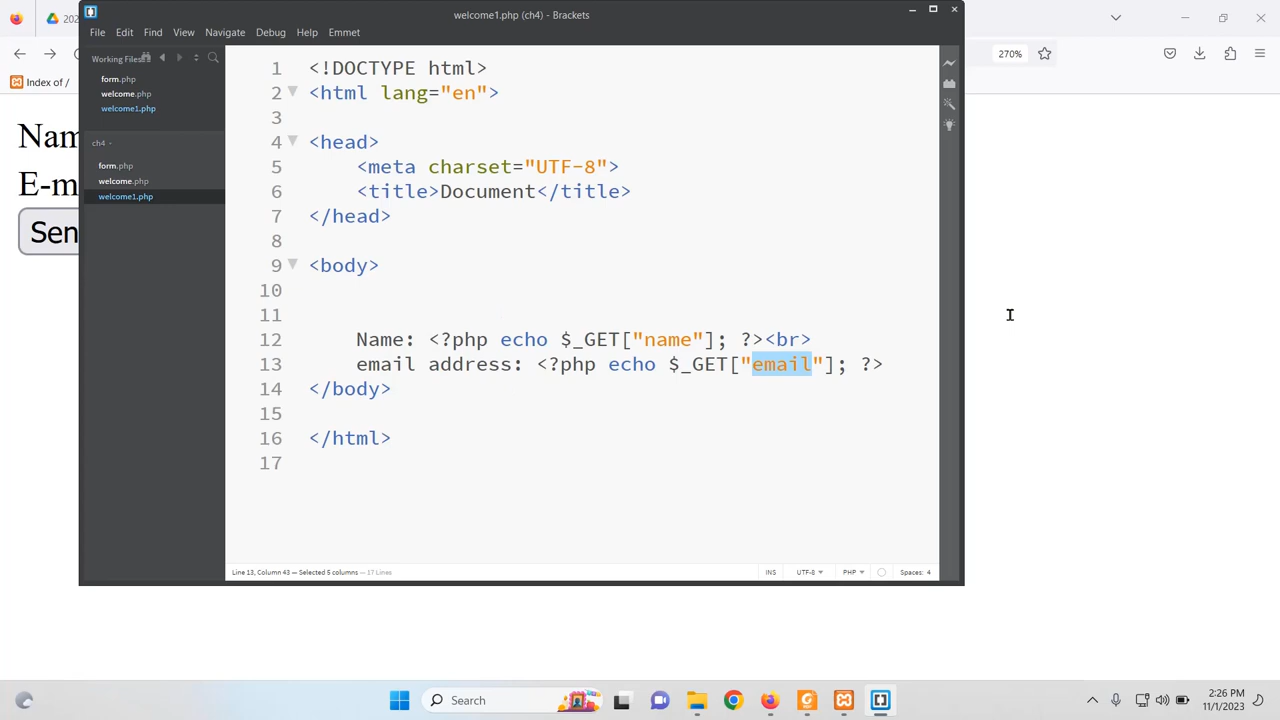 welcome1.php (ch4) - Brackets
202
File Edit Find View Navigate Debug Help Emmet
270%
Working Files
Index of /
form.php
welcome.php
welcome1.php
ch4
form.php
welcome.php
welcome1.php
Nam
E-m
Sen
1 <!DOCTYPE html>
2 <html lang="en">
3
4 <head>
5 <meta charset="UTF-8">
6 <title>Document</title>
7 </head>
8
9 <body>
10
11
12 Name: <?php echo $_GET["name"]; ?><br>
13 email address: <?php echo $_GET["email"]; ?>
14 </body>
15
16 </html>
17
Line 13, Column 43 — Selected 5 columns — 17 Lines
INS UTF-8 PHP Spaces: 4
Search
2:26 PM
11/1/2023